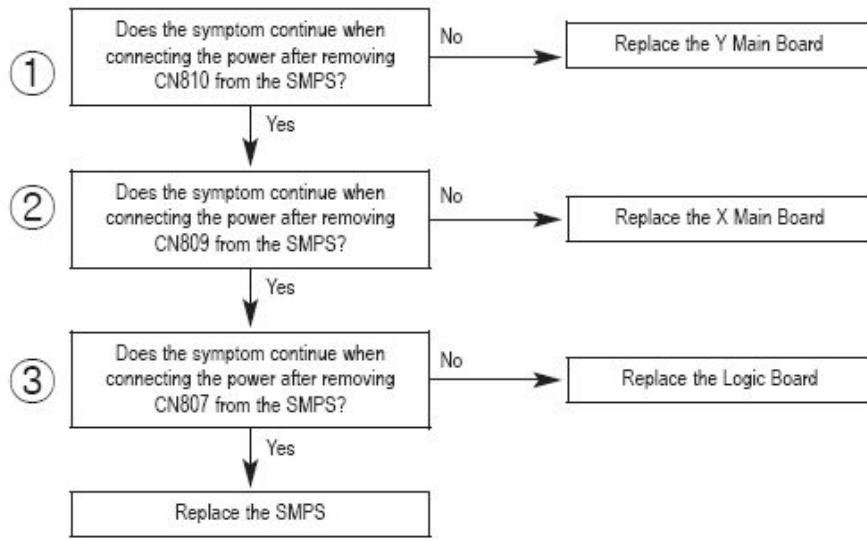 ①
Does the symptom continue when
connecting the power after removing
CN810 from the SMPS?
No
Replace the Y Main Board
Yes
②
Does the symptom continue when
connecting the power after removing
CN809 from the SMPS?
No
Replace the X Main Board
Yes
③
Does the symptom continue when
connecting the power after removing
CN807 from the SMPS?
No
Replace the Logic Board
Yes
Replace the SMPS